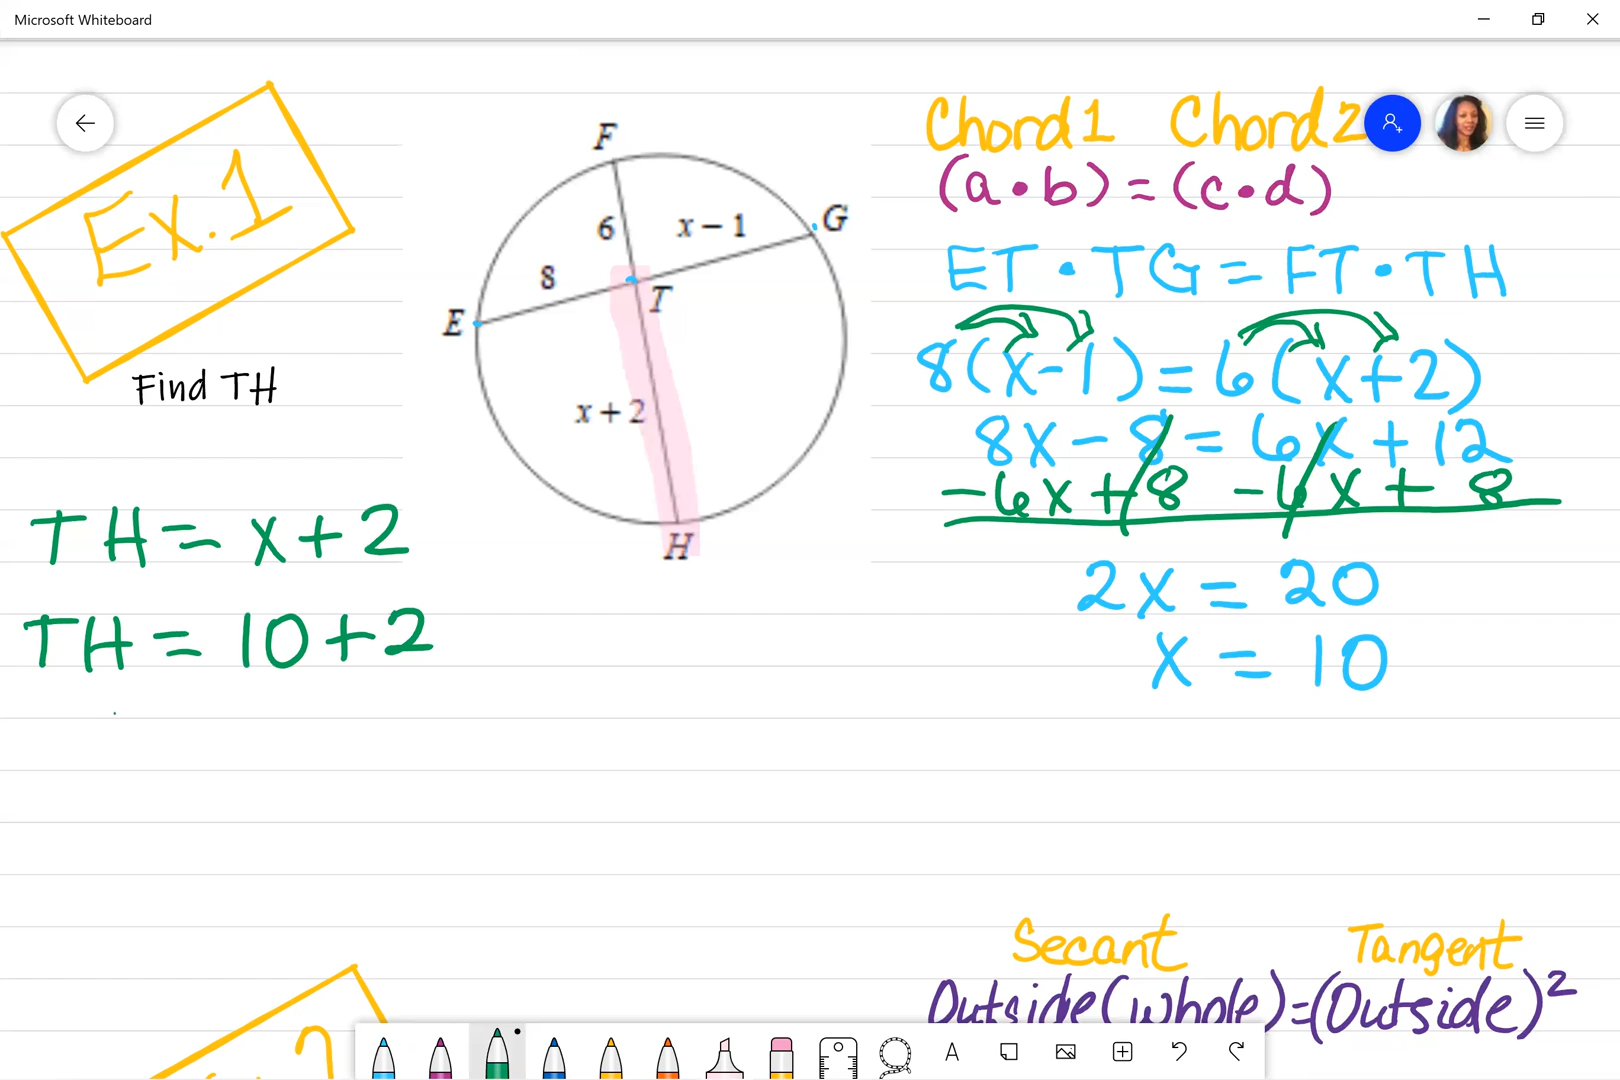 Microsoft Whiteboard
Ex. 1
Find TH
TH = x + 2
TH = 10 + 2
F
G
6
x − 1
8
T
E
x + 2
H
Chord 1 Chord 2
(a • b) = (c • d)
ET • TG = FT • TH
8(x - 1) = 6(x + 2)
8x - 8 = 6x + 12
-6x + 8 -6x + 8
2x = 20
x = 10
Secant Tangent
Outside(whole)=(Outside)²
A